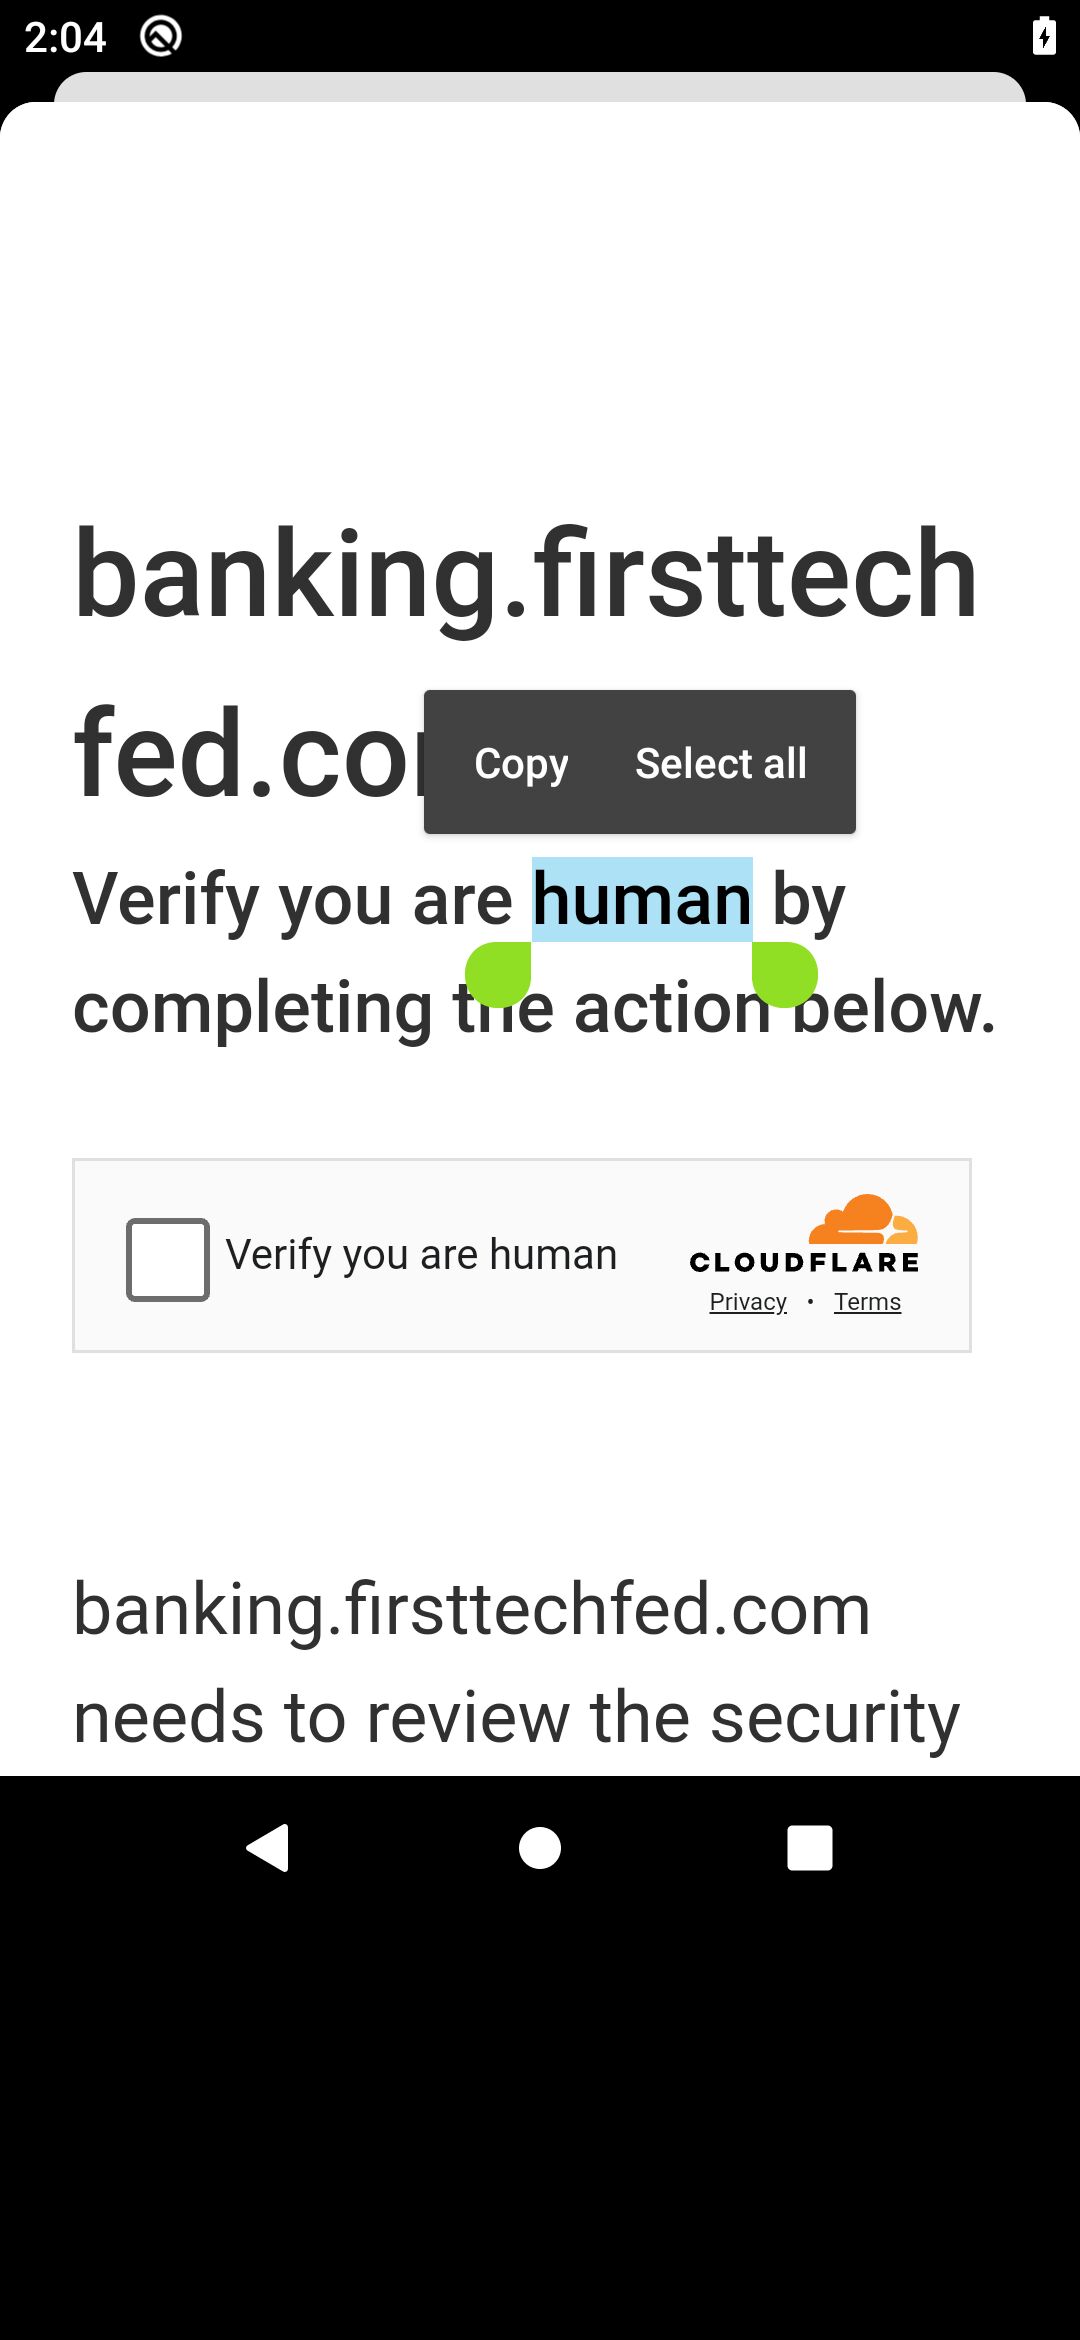 2:04
banking.firsttech
fed.co
Copy Select all
Verify you are human by
completing the action below.
Verify you are human
CLOUDFLARE
Privacy • Terms
banking.firsttechfed.com
needs to review the security